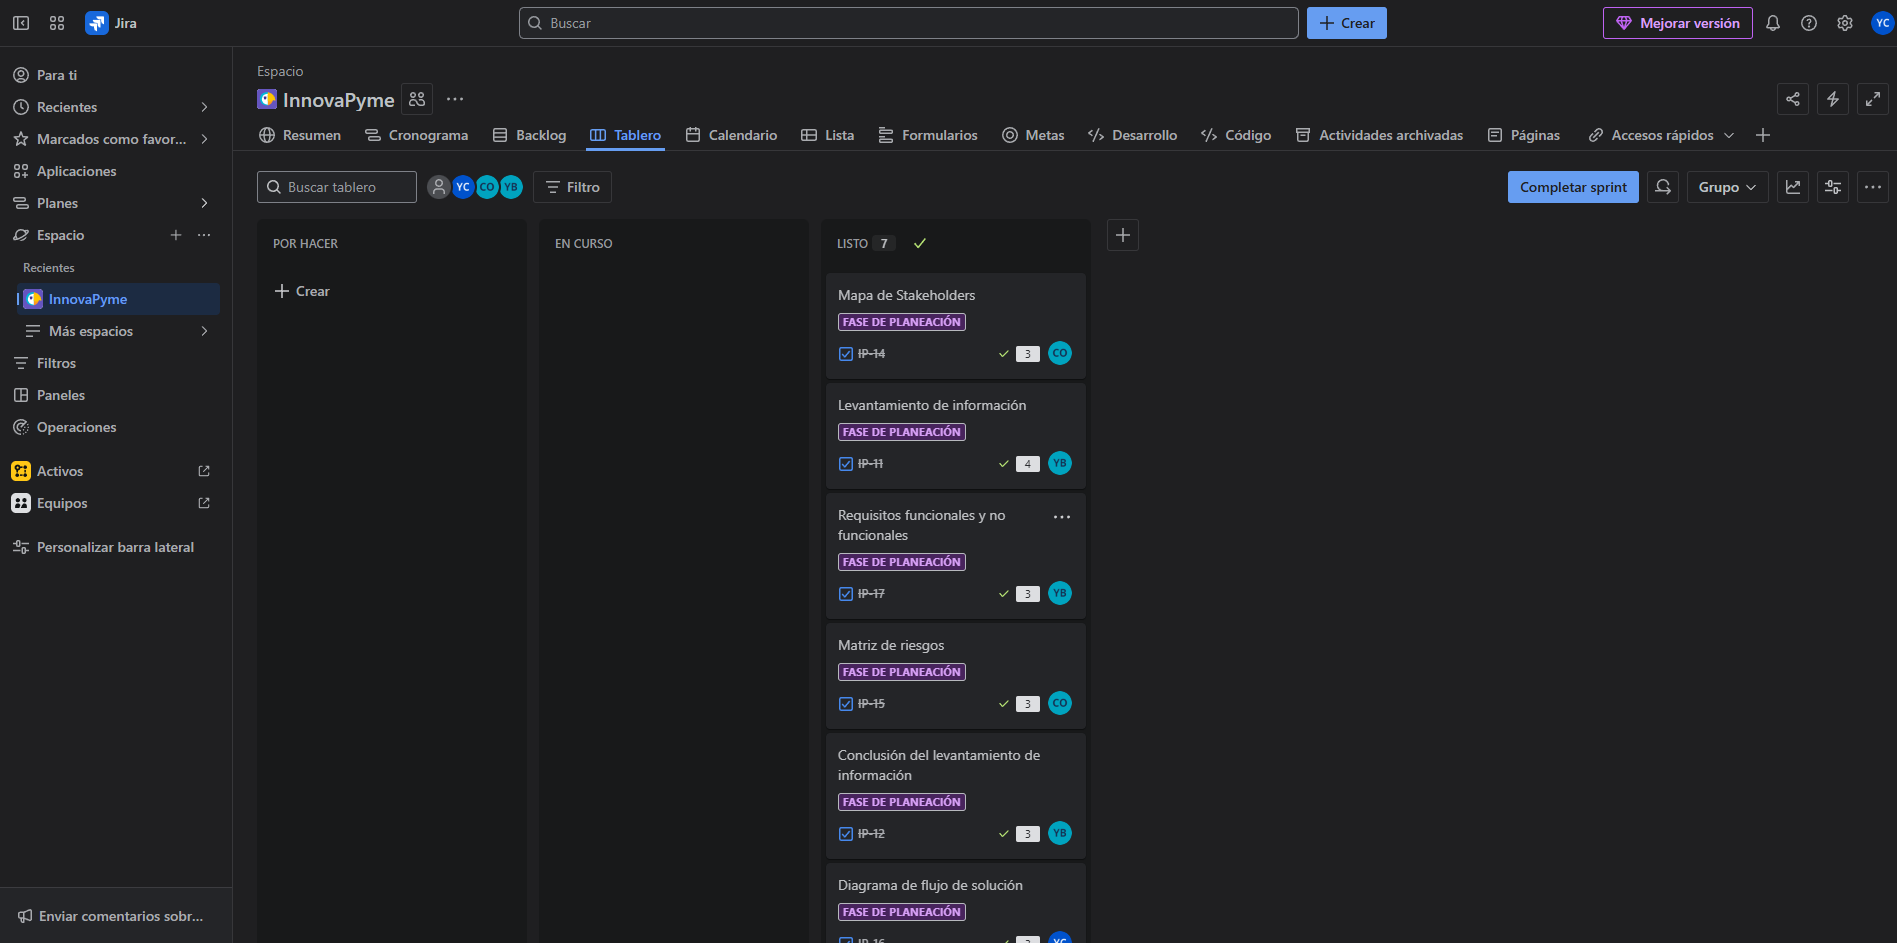 Jira
Buscar
Crear
Mejorar versión
YC
Para ti
Recientes
Marcados como favor...
Aplicaciones
Planes
Espacio
Recientes
InnovaPyme
Más espacios
Filtros
Paneles
Operaciones
Activos
Equipos
Personalizar barra lateral
Enviar comentarios sobr...
Espacio
InnovaPyme
Resumen
Cronograma
Backlog
Tablero
Calendario
Lista
Formularios
Metas
Desarrollo
Código
Actividades archivadas
Páginas
Accesos rápidos
Buscar tablero
YC
CO
YB
Filtro
Completar sprint
Grupo
POR HACER
Crear
EN CURSO
LISTO 7
Mapa de Stakeholders
FASE DE PLANEACIÓN
IP-14
3
CO
Levantamiento de información
FASE DE PLANEACIÓN
IP-11
4
YB
Requisitos funcionales y no
funcionales
FASE DE PLANEACIÓN
IP-17
3
YB
Matriz de riesgos
FASE DE PLANEACIÓN
IP-15
3
CO
Conclusión del levantamiento de
información
FASE DE PLANEACIÓN
IP-12
3
YB
Diagrama de flujo de solución
FASE DE PLANEACIÓN
IP-16
YC